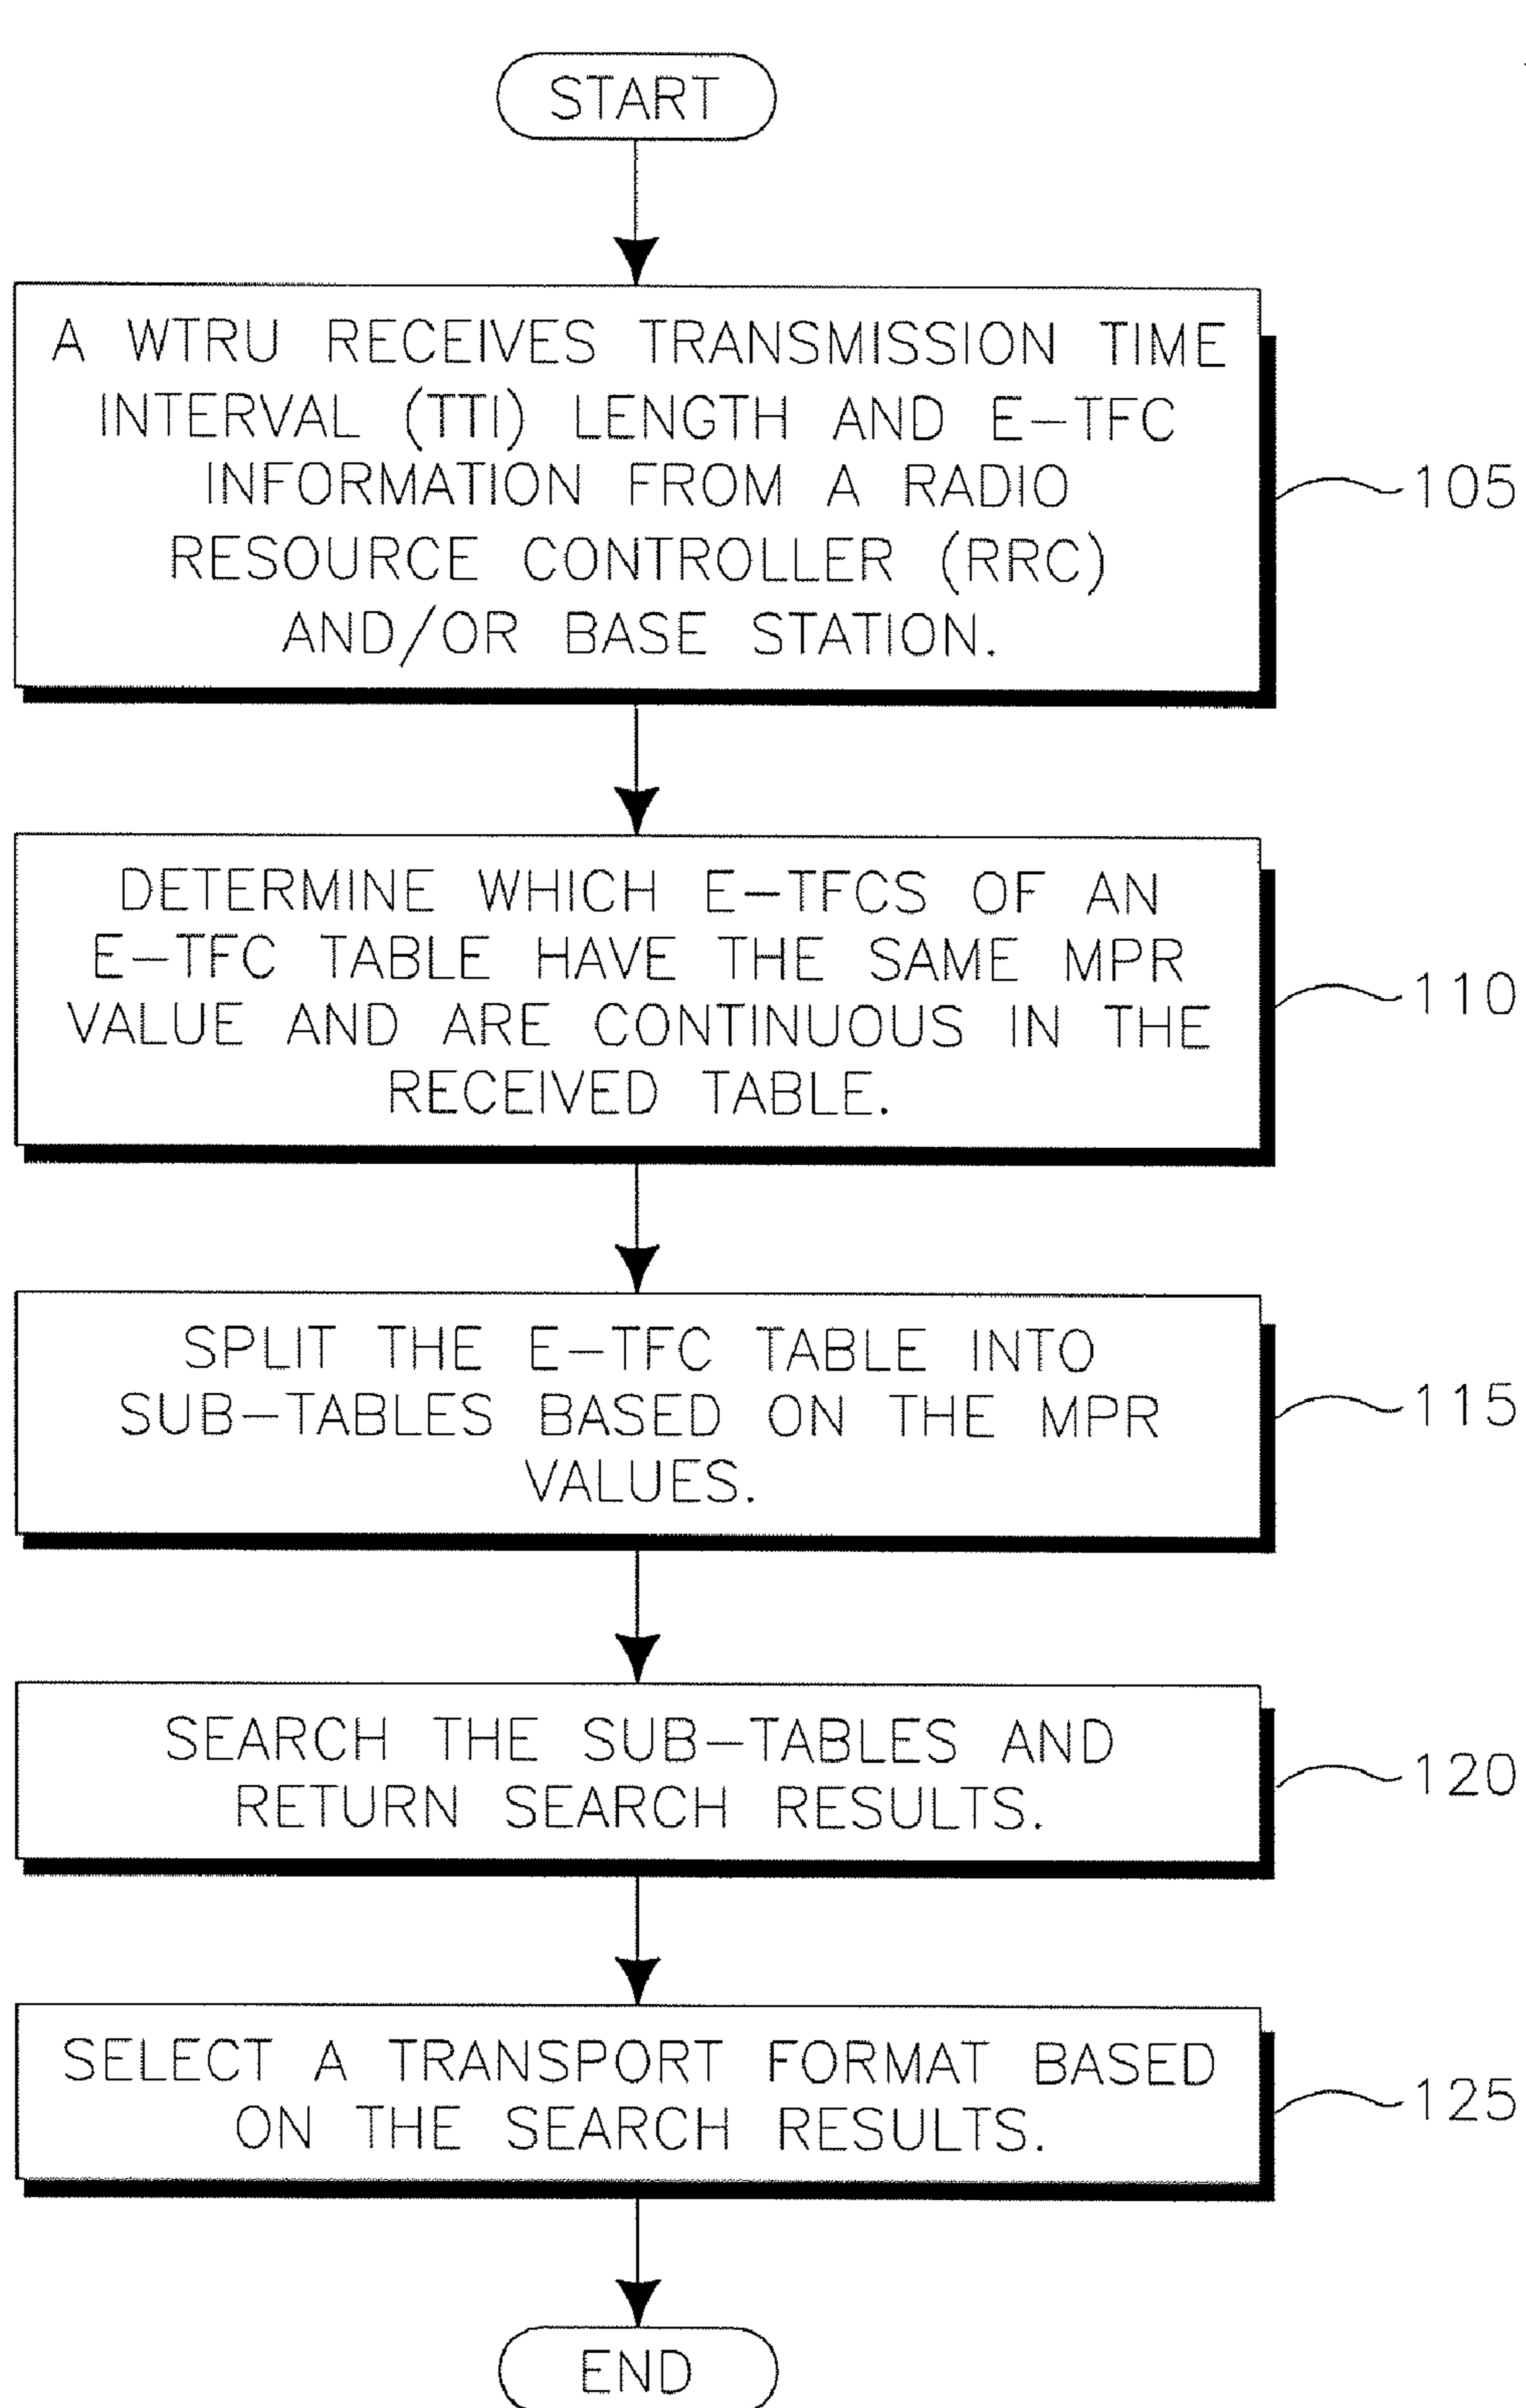 START
A WTRU RECEIVES TRANSMISSION TIME
INTERVAL (TTI) LENGTH AND E-TFC
INFORMATION FROM A RADIO
RESOURCE CONTROLLER (RRC)
AND/OR BASE STATION.
105
DETERMINE WHICH E-TFCS OF AN
E-TFC TABLE HAVE THE SAME MPR
VALUE AND ARE CONTINUOUS IN THE
RECEIVED TABLE.
110
SPLIT THE E-TFC TABLE INTO
SUB-TABLES BASED ON THE MPR
VALUES.
115
SEARCH THE SUB-TABLES AND
RETURN SEARCH RESULTS.
120
SELECT A TRANSPORT FORMAT BASED
ON THE SEARCH RESULTS.
125
END